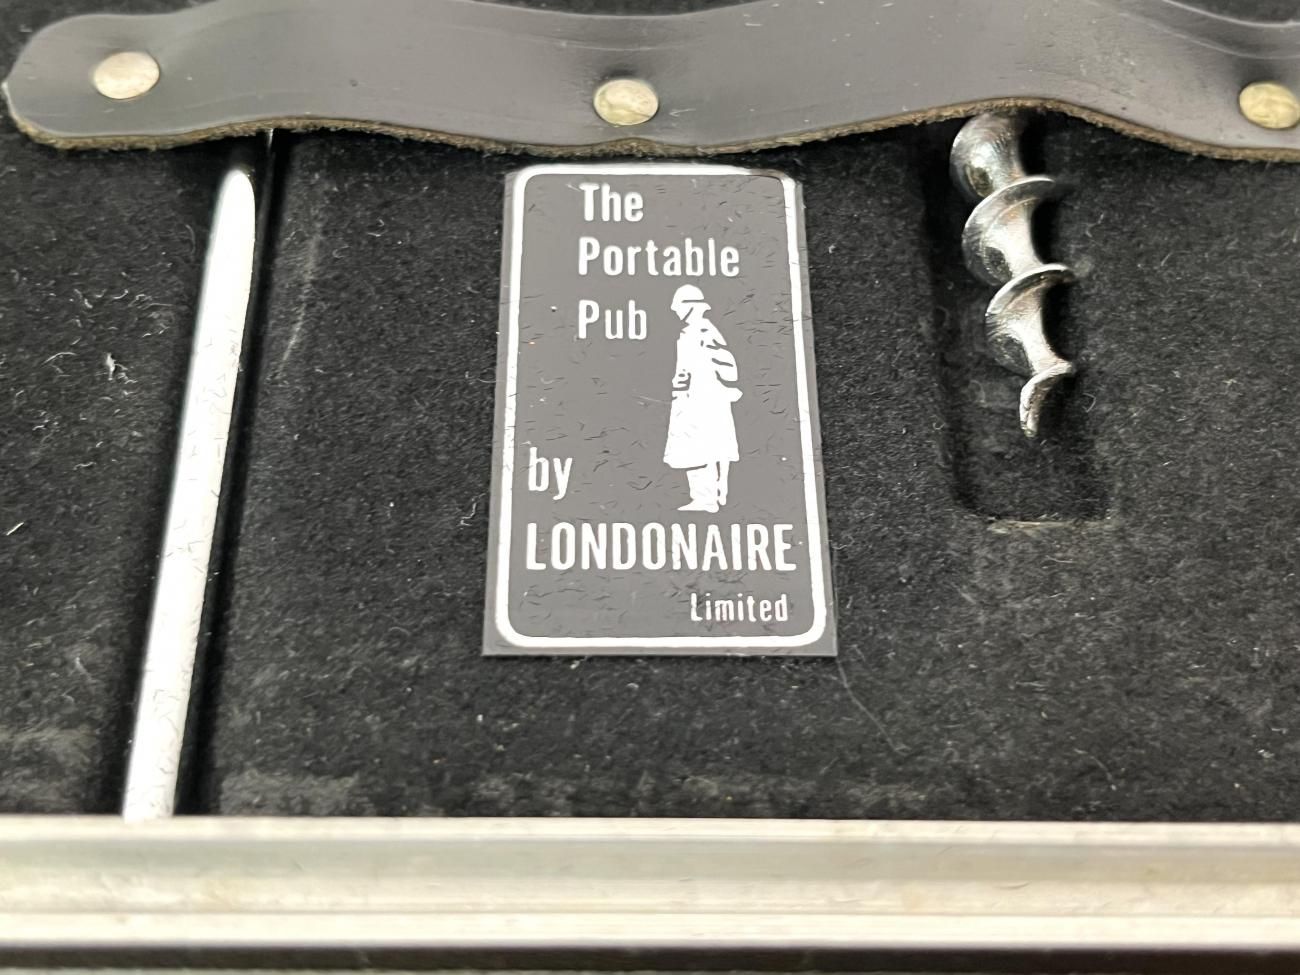 The
Portable
Pub
by
LONDONAIRE
Limited